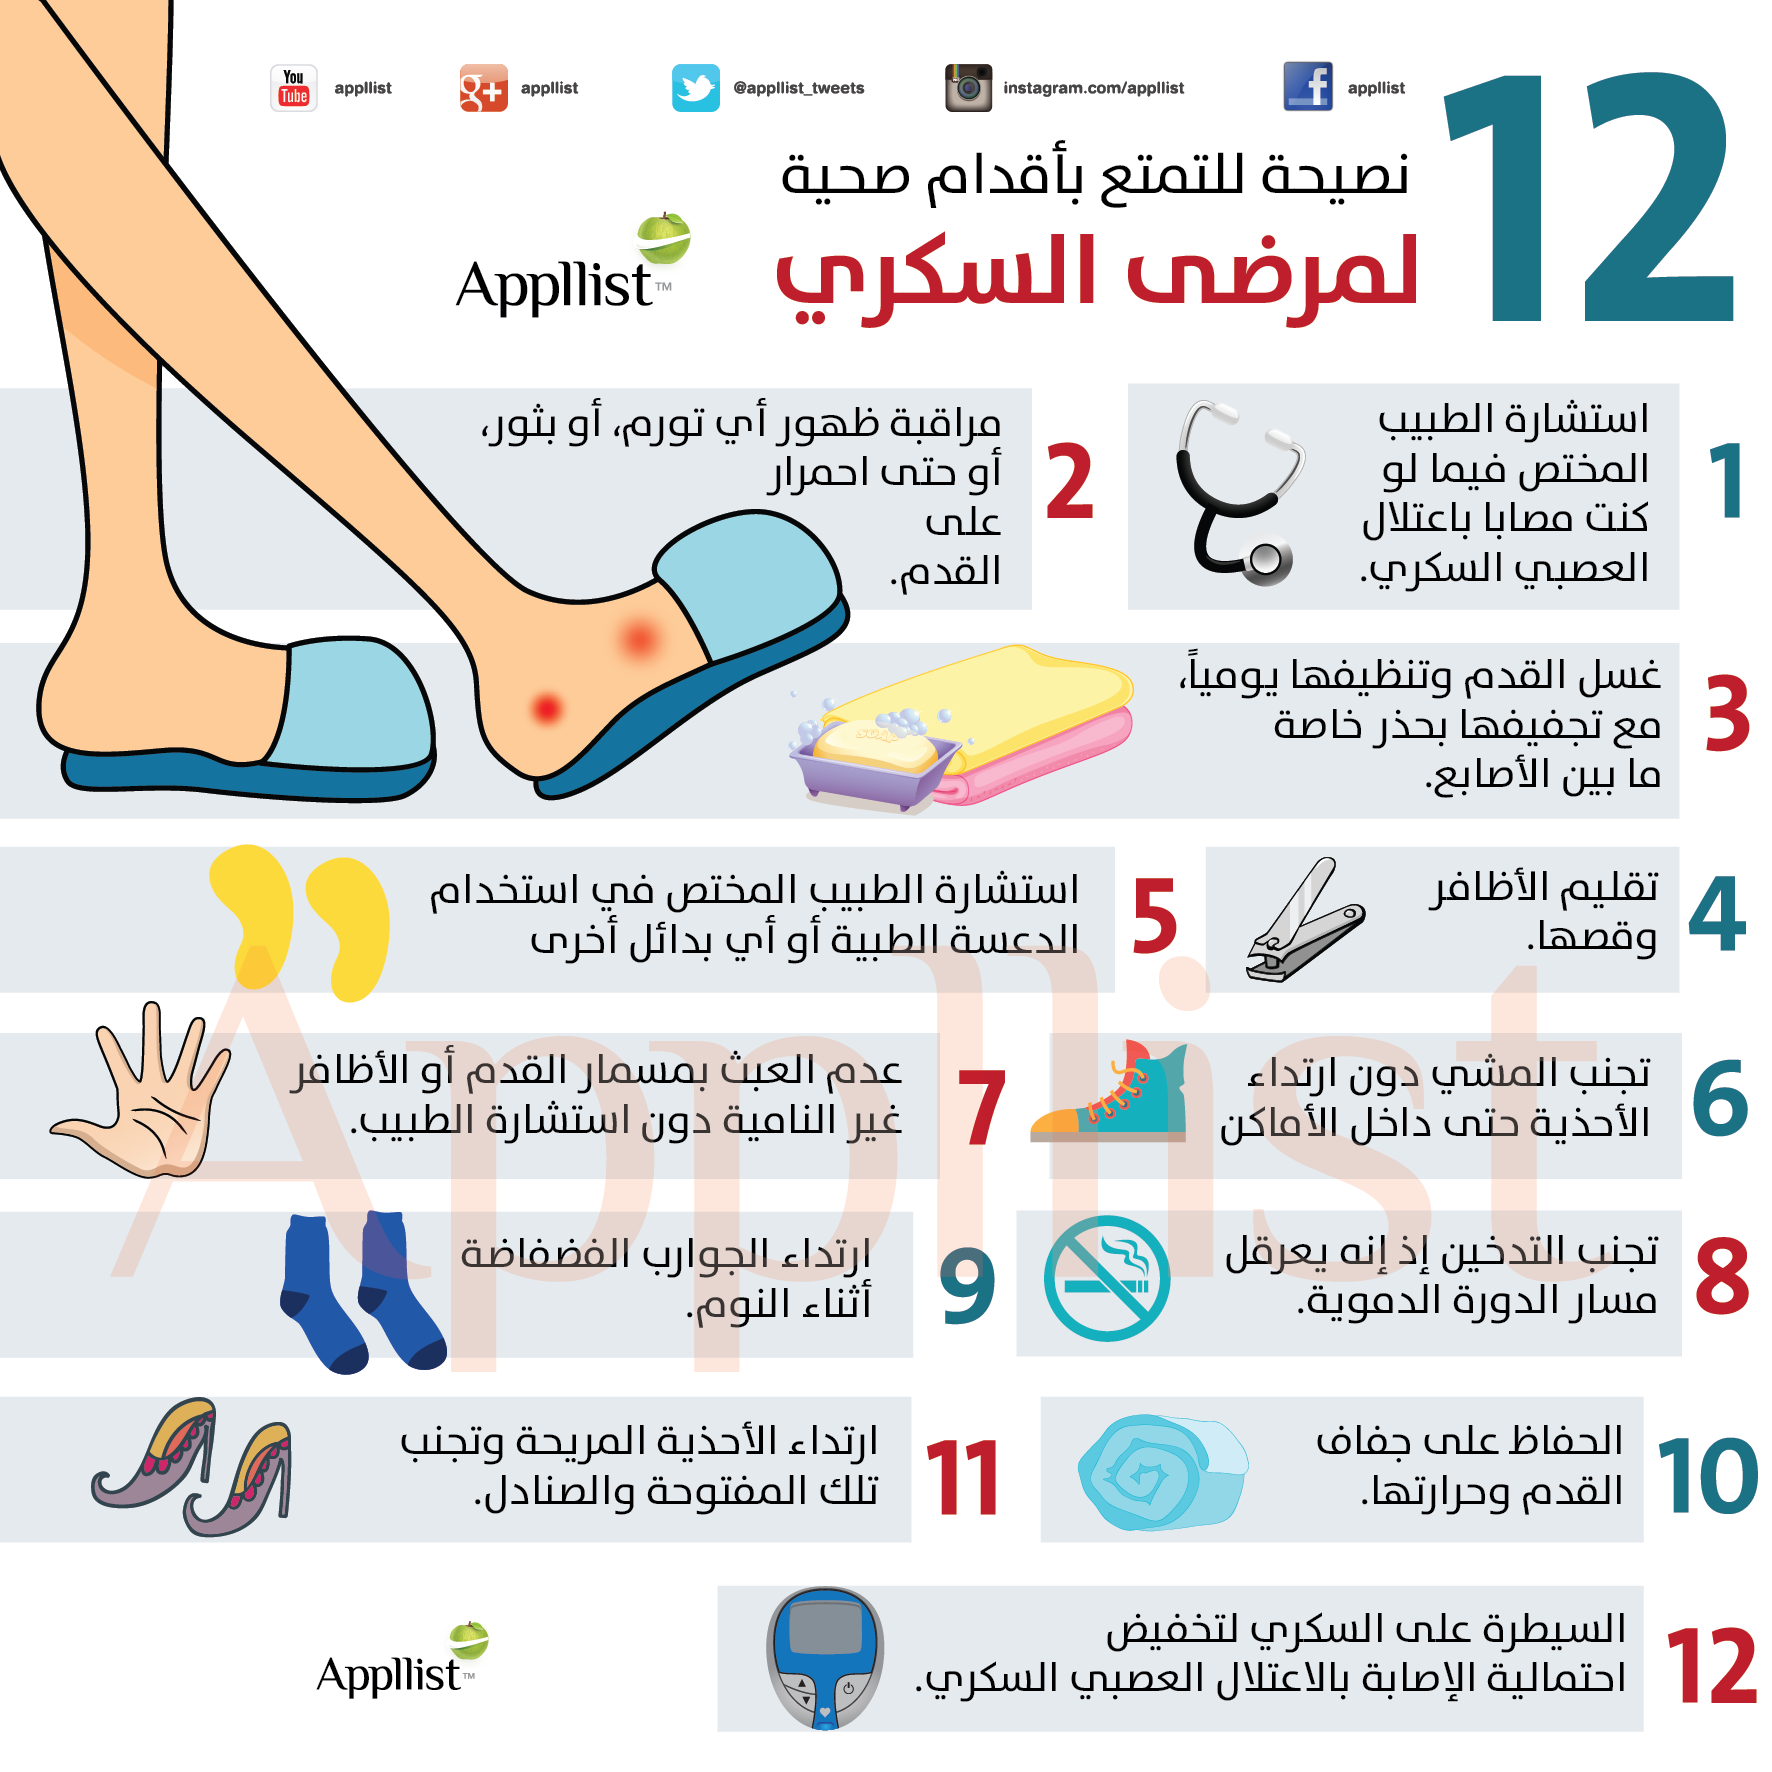 You
Tube
appllist
g+
appllist
@appllist_tweets
instagram.com/appllist
f
appllist
12
نصيحة للتمتع بأقدام صحية
لمرضى السكري
Appllist™
1
استشارة الطبيب
المختص فيما لو
كنت مصابا باعتلال
العصبي السكري.
2
مراقبة ظهور أي تورم، أو بثور،
أو حتى احمرار
على
القدم.
3
غسل القدم وتنظيفها يومياً،
مع تجفيفها بحذر خاصة
ما بين الأصابع.
SOAP
4
تقليم الأظافر
وقصها.
5
استشارة الطبيب المختص في استخدام
الدعسة الطبية أو أي بدائل أخرى
6
تجنب المشي دون ارتداء
الأحذية حتى داخل الأماكن
7
عدم العبث بمسمار القدم أو الأظافر
غير النامية دون استشارة الطبيب.
Appllist
8
تجنب التدخين إذ إنه يعرقل
مسار الدورة الدموية.
9
ارتداء الجوارب الفضفاضة
أثناء النوم.
10
الحفاظ على جفاف
القدم وحرارتها.
11
ارتداء الأحذية المريحة وتجنب
تلك المفتوحة والصنادل.
12
السيطرة على السكري لتخفيض
احتمالية الإصابة بالاعتلال العصبي السكري.
Appllist™